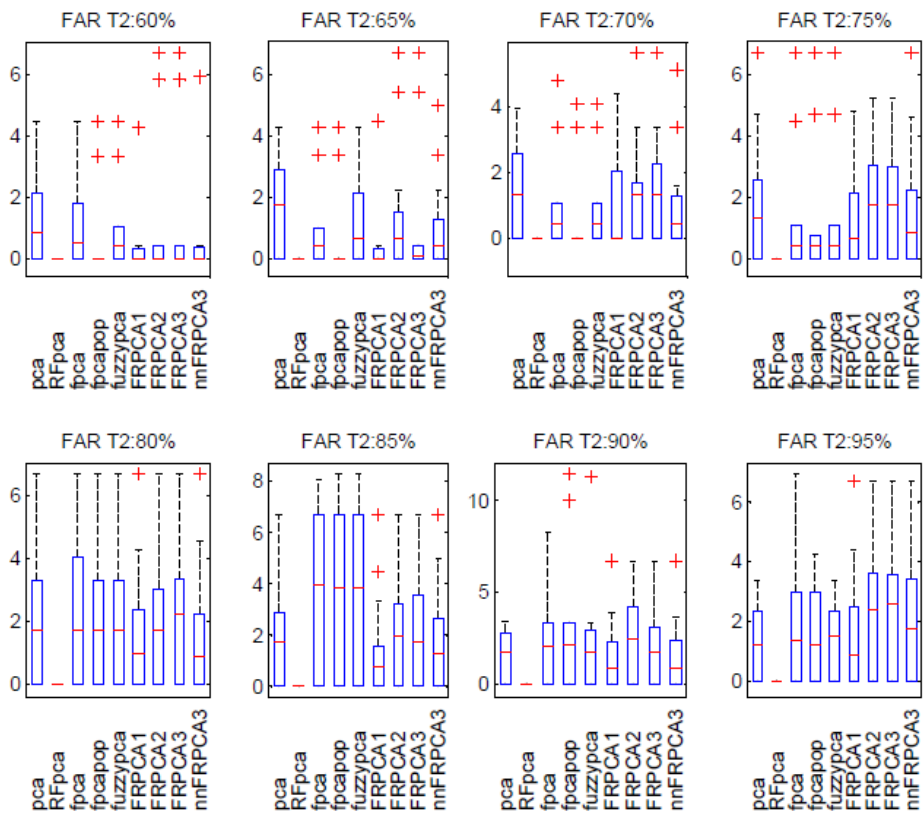 FAR T2:60%
FAR T2:65%
FAR T2:70%
FAR T2:75%
6
4
2
0
6
4
2
0
4
2
0
6
4
2
0
pca
RFpca
fpca
fpcapop
fuzzypca
FRPCA1
FRPCA2
FRPCA3
nnFRPCA3
pca
RFpca
fpca
fpcapop
fuzzypca
FRPCA1
FRPCA2
FRPCA3
nnFRPCA3
pca
RFpca
fpca
fpcapop
fuzzypca
FRPCA1
FRPCA2
FRPCA3
nnFRPCA3
pca
RFpca
fpca
fpcapop
fuzzypca
FRPCA1
FRPCA2
FRPCA3
nnFRPCA3
FAR T2:80%
FAR T2:85%
FAR T2:90%
FAR T2:95%
6
4
2
0
8
6
4
2
0
10
5
0
6
4
2
0
pca
RFpca
fpca
fpcapop
fuzzypca
FRPCA1
FRPCA2
FRPCA3
nnFRPCA3
pca
RFpca
fpca
fpcapop
fuzzypca
FRPCA1
FRPCA2
FRPCA3
nnFRPCA3
pca
RFpca
fpca
fpcapop
fuzzypca
FRPCA1
FRPCA2
FRPCA3
nnFRPCA3
pca
RFpca
fpca
fpcapop
fuzzypca
FRPCA1
FRPCA2
FRPCA3
nnFRPCA3